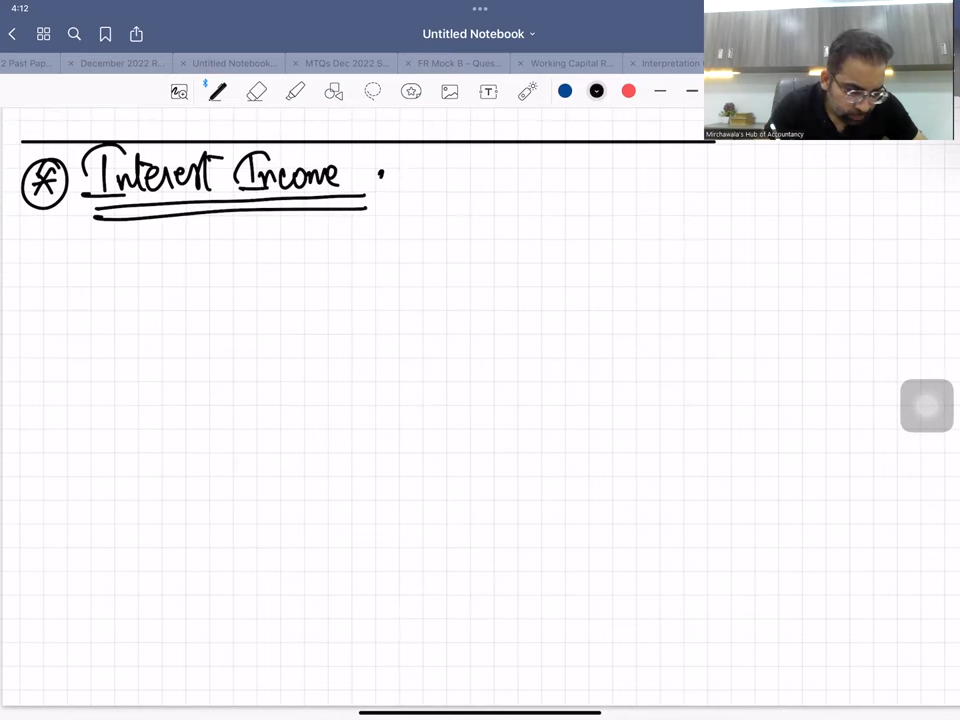 4:12
Untitled Notebook
2 Past Pap...
December 2022 R...
Untitled Notebook...
MTQs Dec 2022 S...
FR Mock B - Ques...
Working Capital R...
Interpretation
T
Mirchawala's Hub of Accountancy
Interest Income